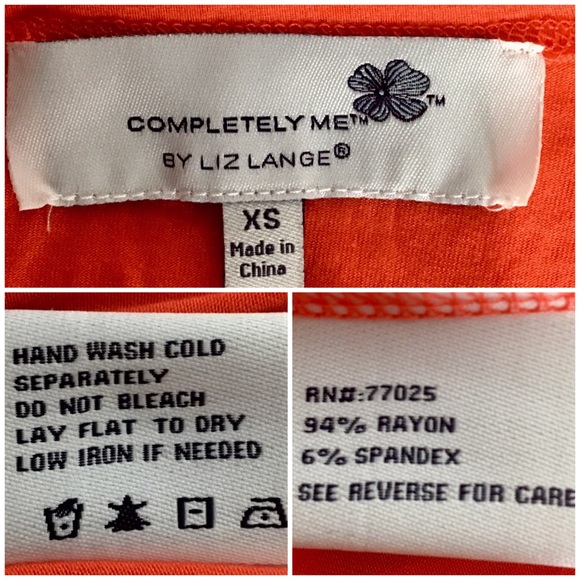 COMPLETELY ME™ ™
BY LIZ LANGE®
XS
Made in
China
HAND WASH COLD
SEPARATELY
DO NOT BLEACH
LAY FLAT TO DRY
LOW IRON IF NEEDED
RN#:77025
94% RAYON
6% SPANDEX
SEE REVERSE FOR CARE